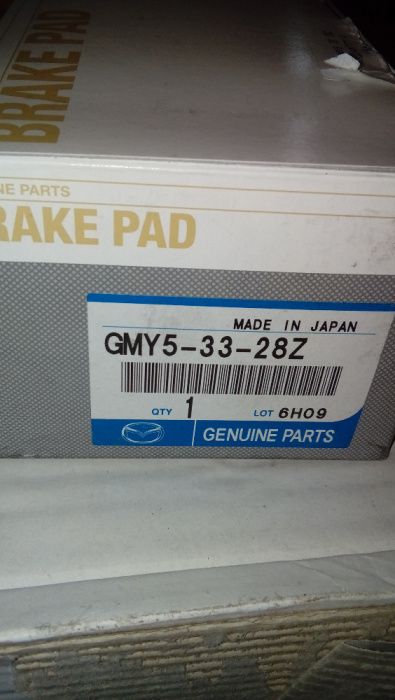 BRAKE PAD
NE PARTS
RAKE PAD
MADE IN JAPAN
GMY5-33-28Z
QTY 1 LOT 6H09
GENUINE PARTS